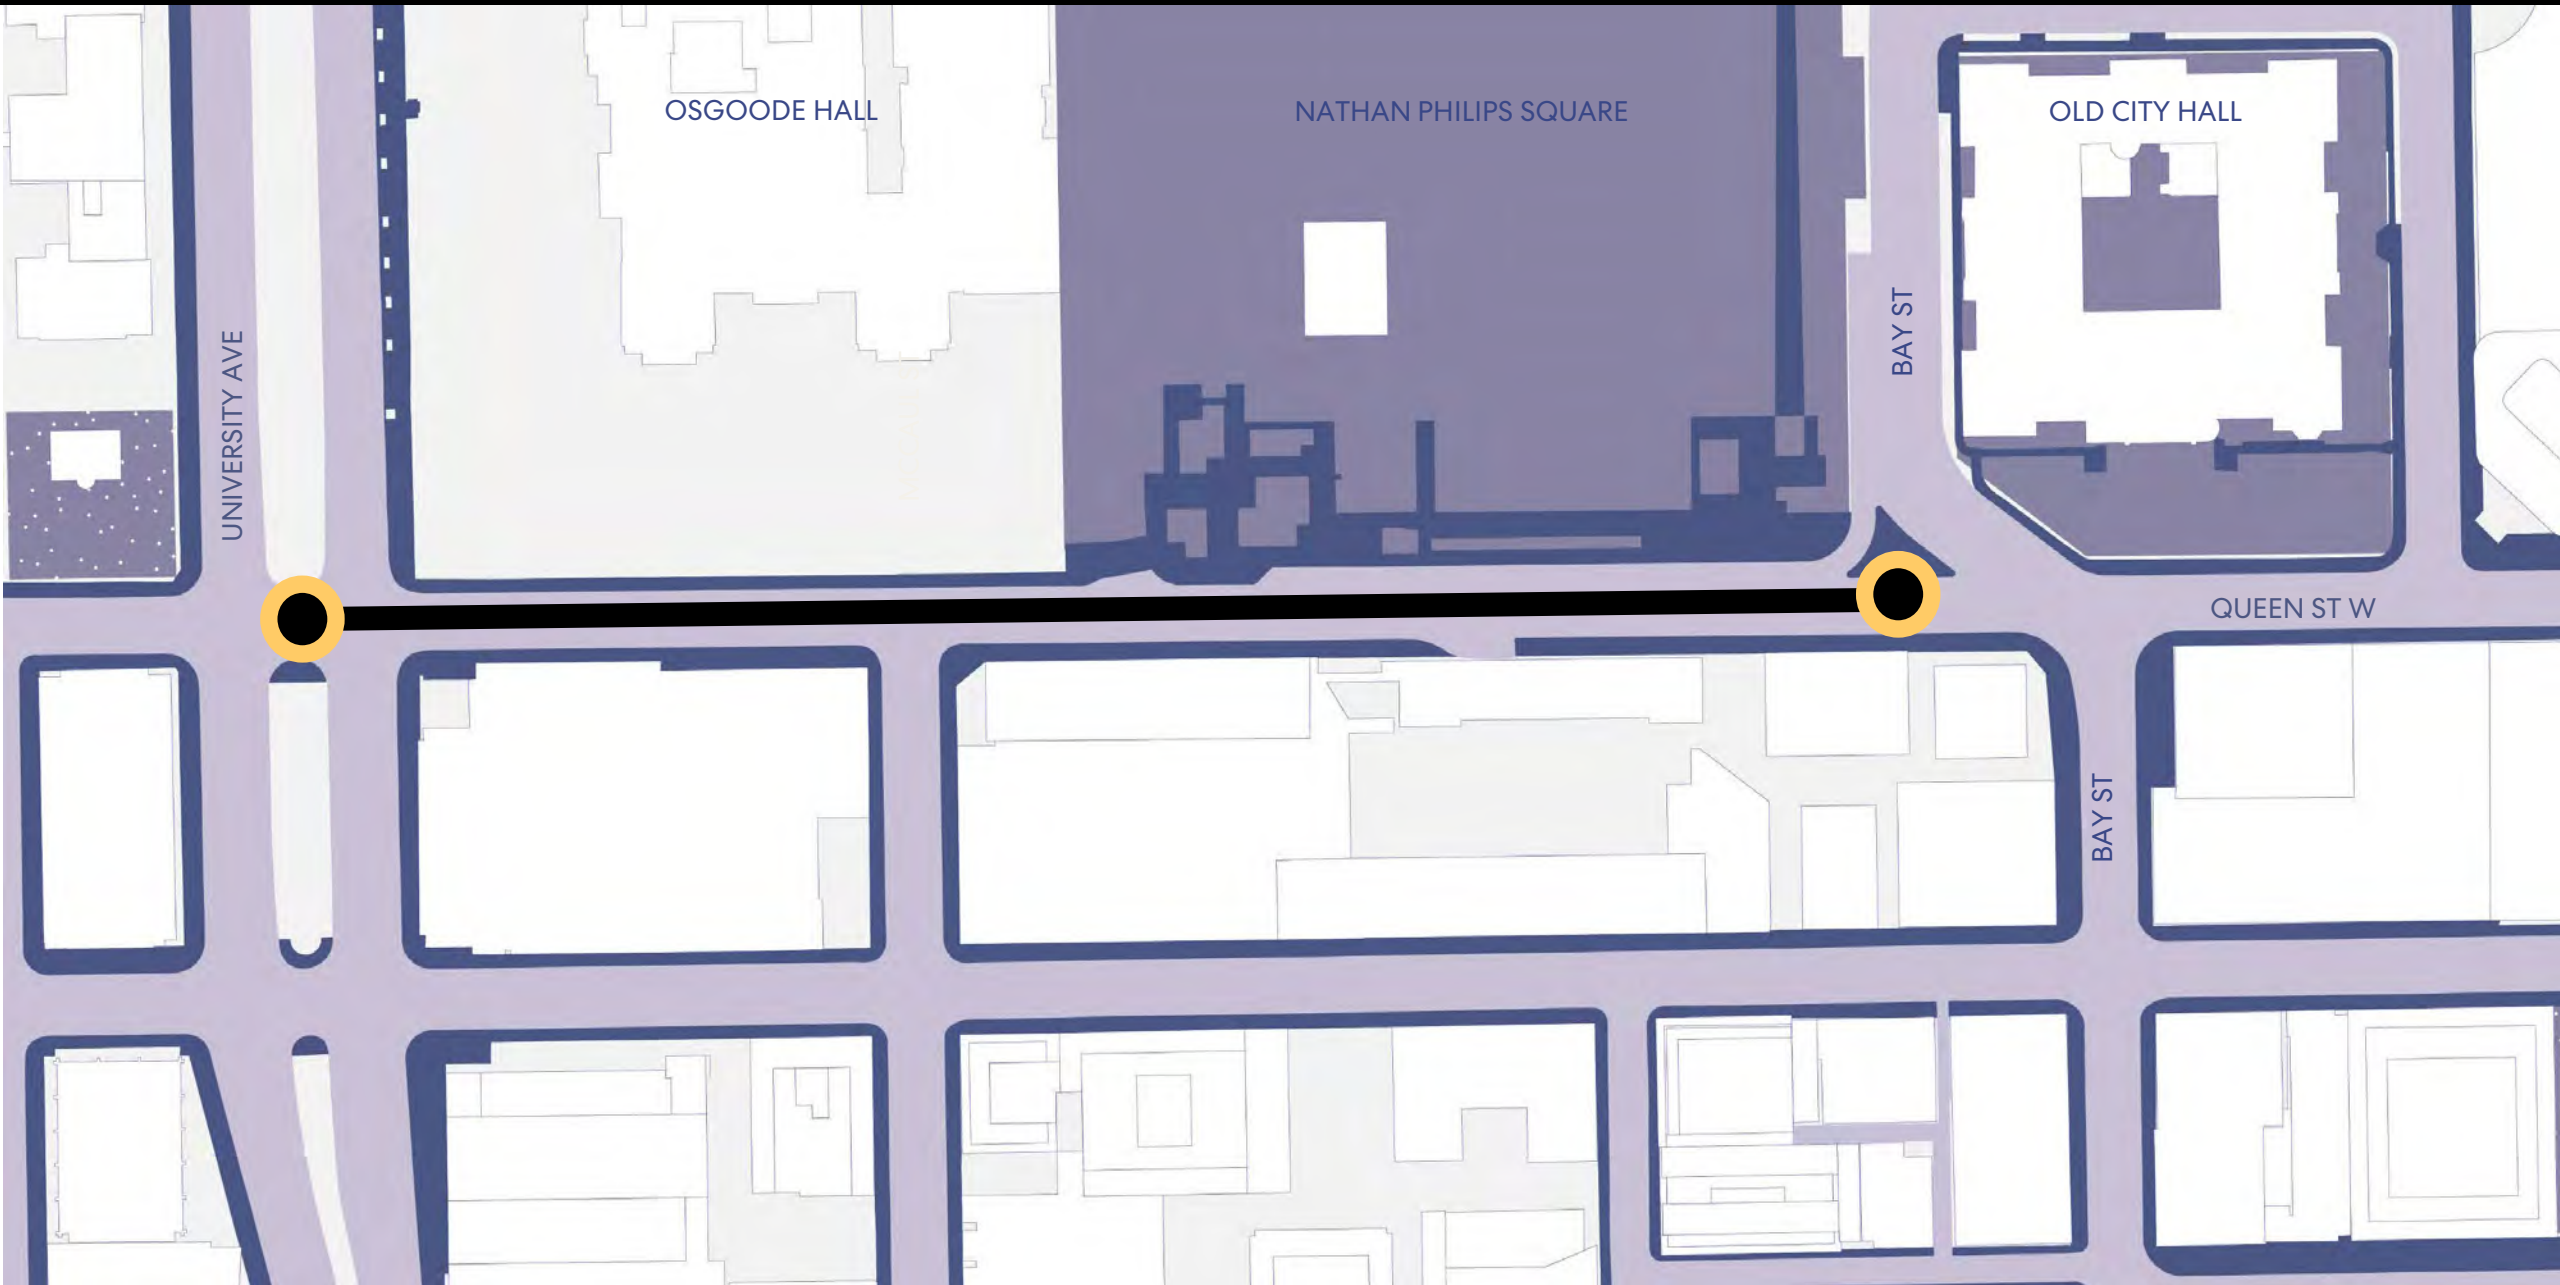 OSGOODE HALL
NATHAN PHILIPS SQUARE
OLD CITY HALL
UNIVERSITY AVE
BAY ST
QUEEN ST W
BAY ST